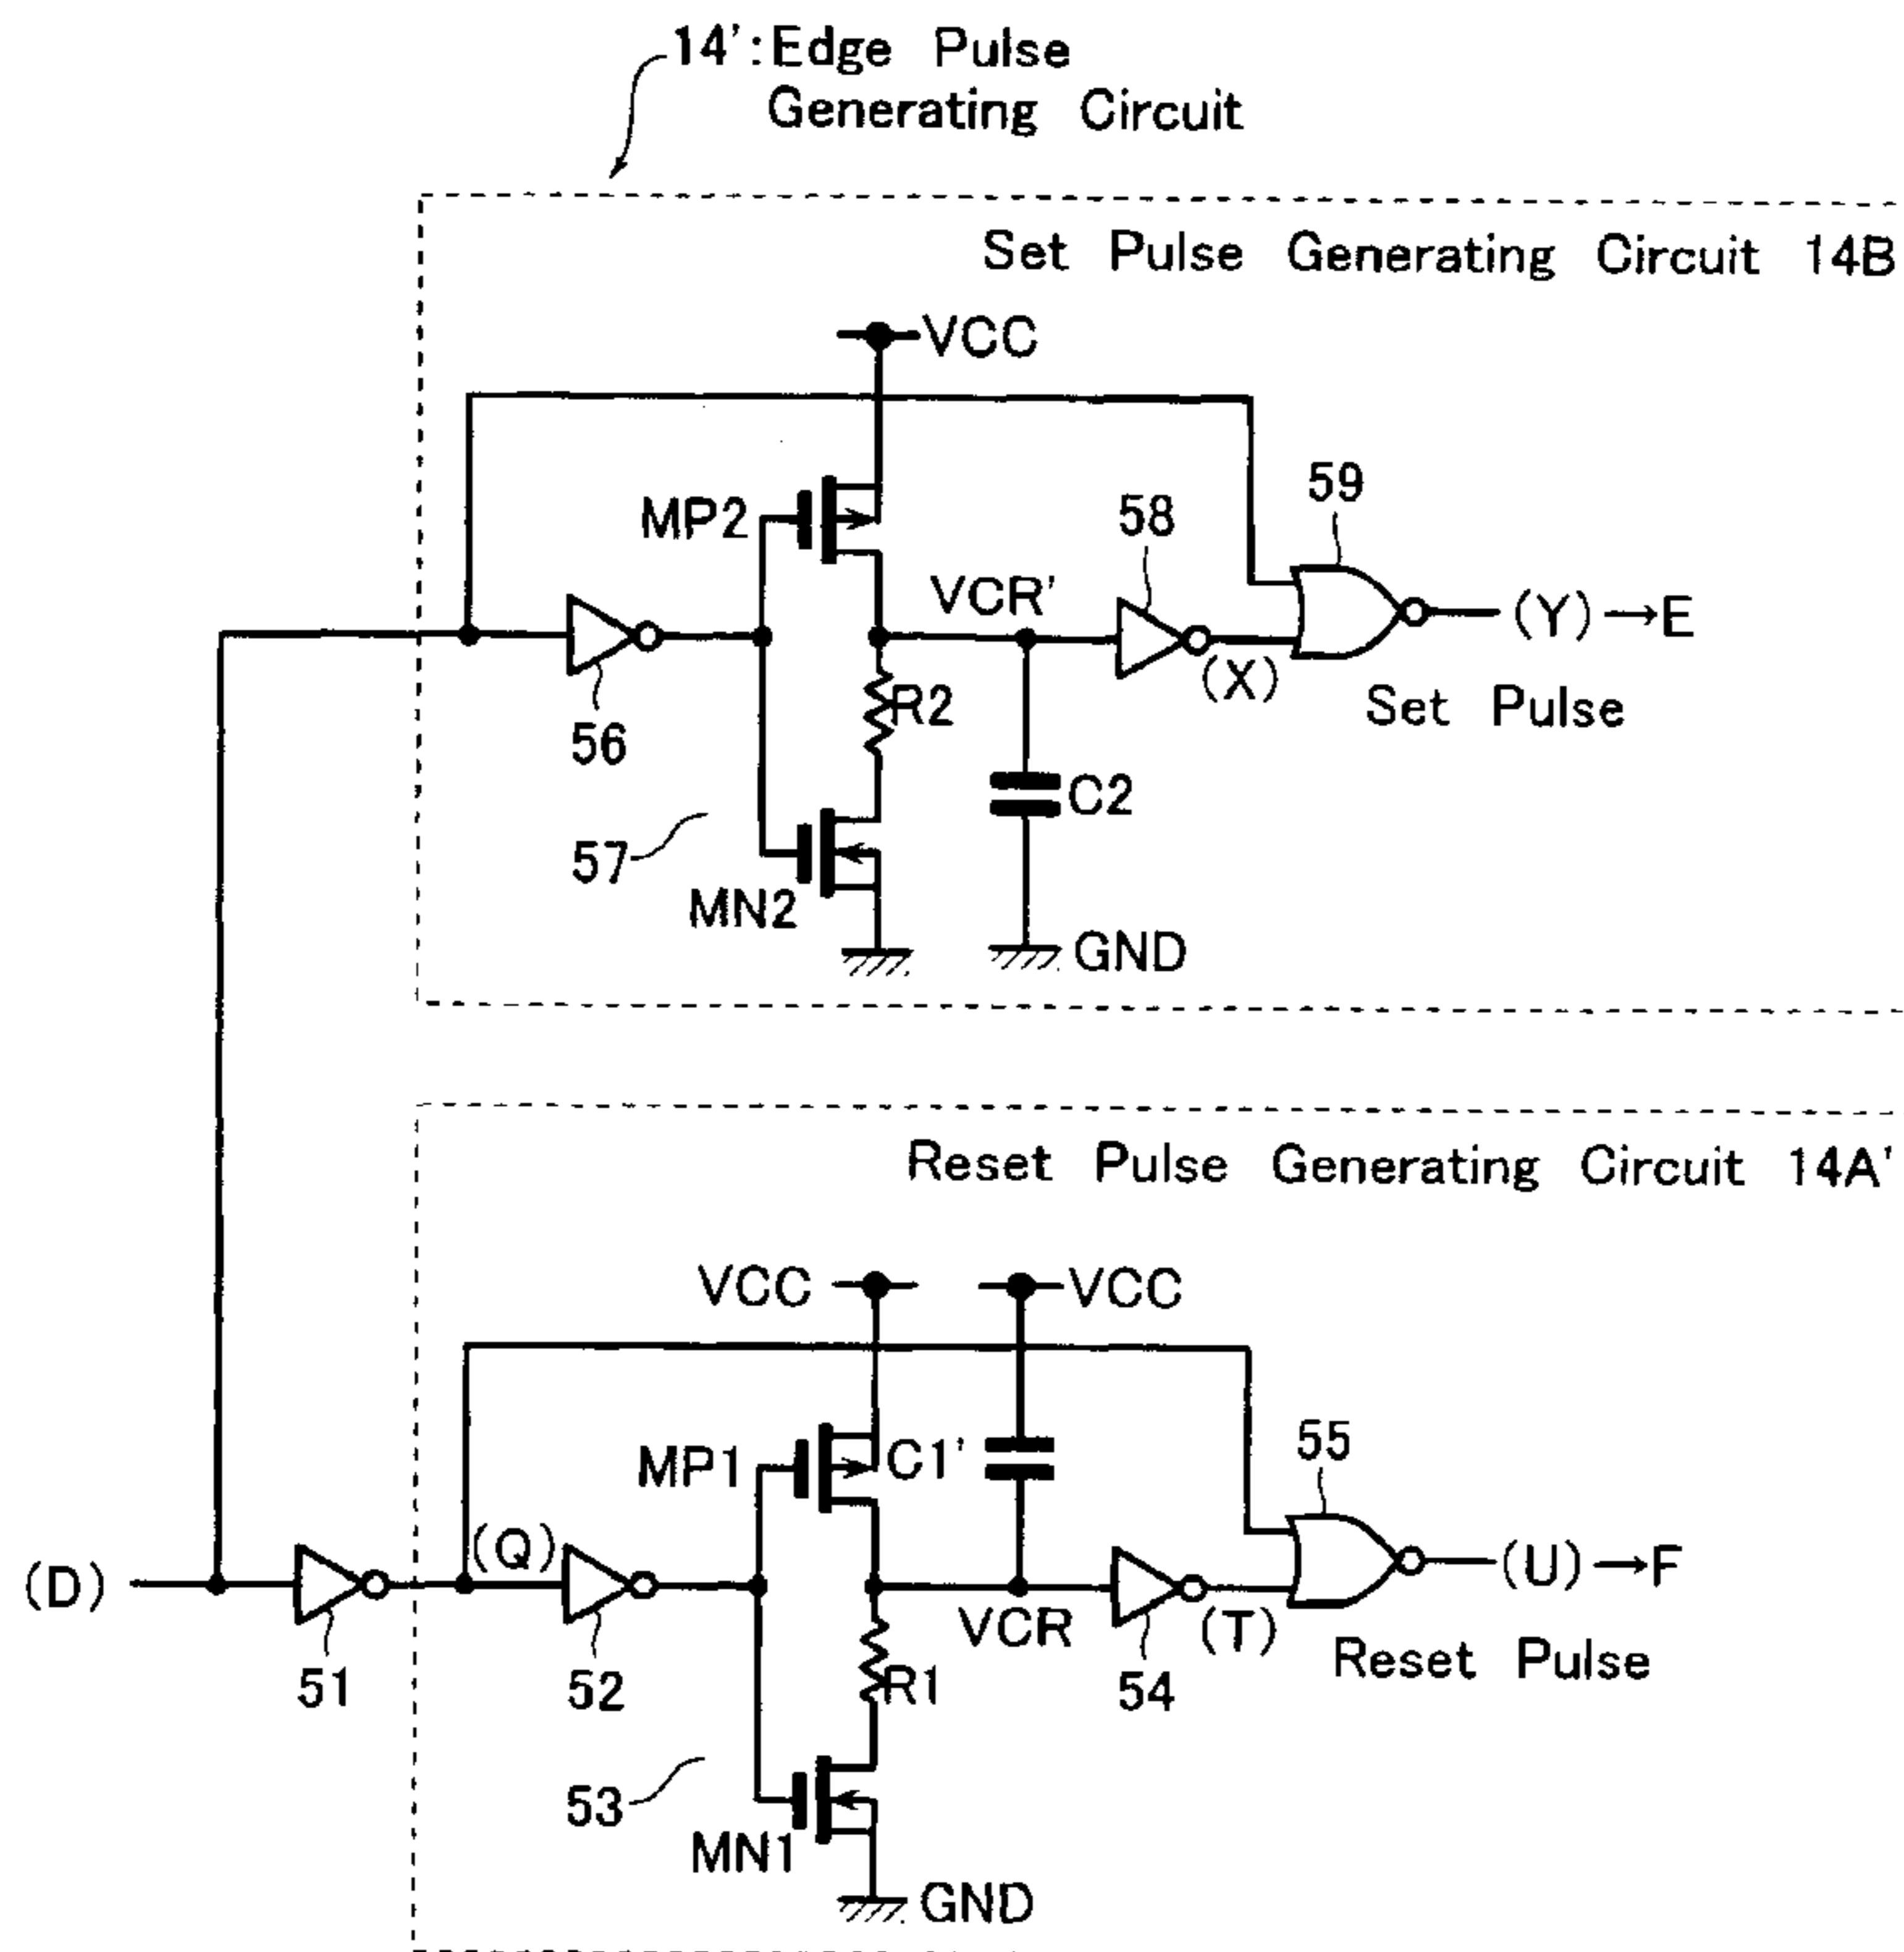 14':Edge Pulse
Generating Circuit
Set Pulse Generating Circuit 14B
VCC
MP2
58
59
VCR'
(Y)→E
(X)
R2
Set Pulse
56
C2
57
MN2
GND
Reset Pulse Generating Circuit 14A'
VCC
VCC
MP1
C1'
55
(Q)
(D)
(U)→F
VCR
(T)
51
52
R1
54
Reset Pulse
53
MN1
GND